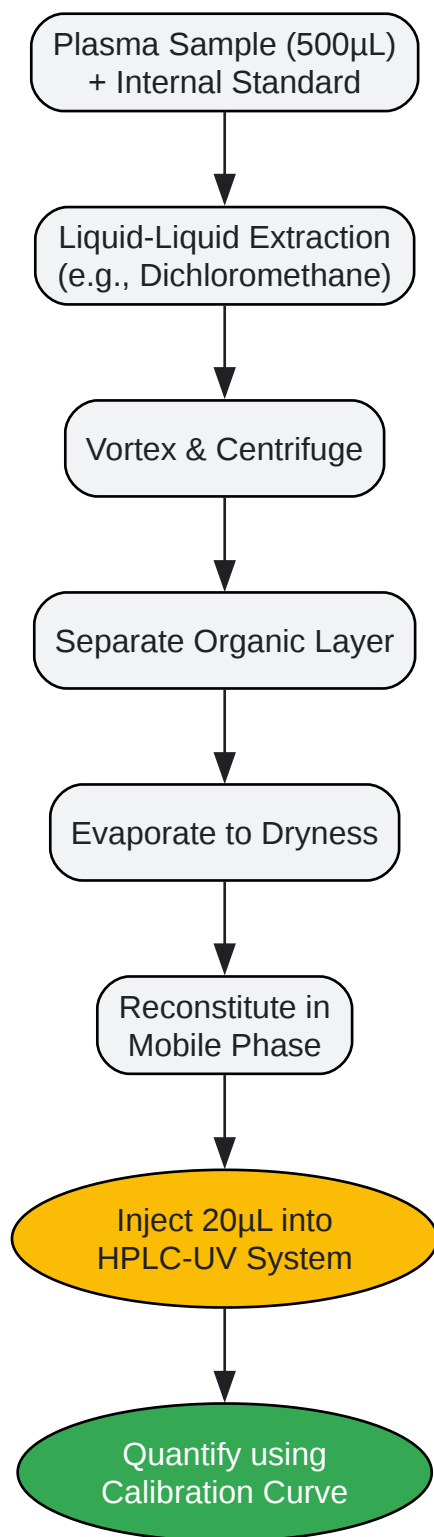 Plasma Sample (500µL)
+ Internal Standard
Liquid-Liquid Extraction
(e.g., Dichloromethane)
Vortex & Centrifuge
Separate Organic Layer
Evaporate to Dryness
Reconstitute in
Mobile Phase
Inject 20µL into
HPLC-UV System
Quantify using
Calibration Curve